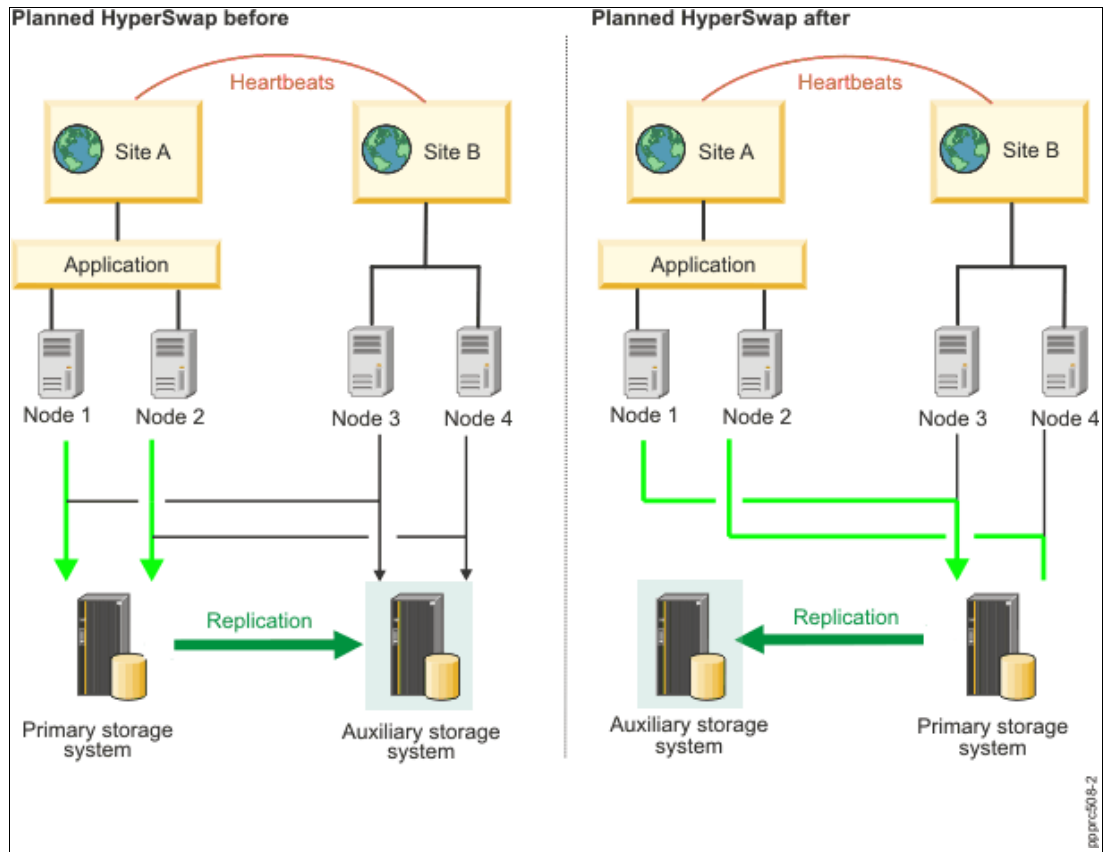 Planned HyperSwap before
Heartbeats
Site A
Site B
Application
Node 1
Node 2
Node 3
Node 4
Replication
Primary storage
system
Auxiliary storage
system
Planned HyperSwap after
Heartbeats
Site A
Site B
Application
Node 1
Node 2
Node 3
Node 4
Replication
Auxiliary storage
system
Primary storage
system
ppprc508-2